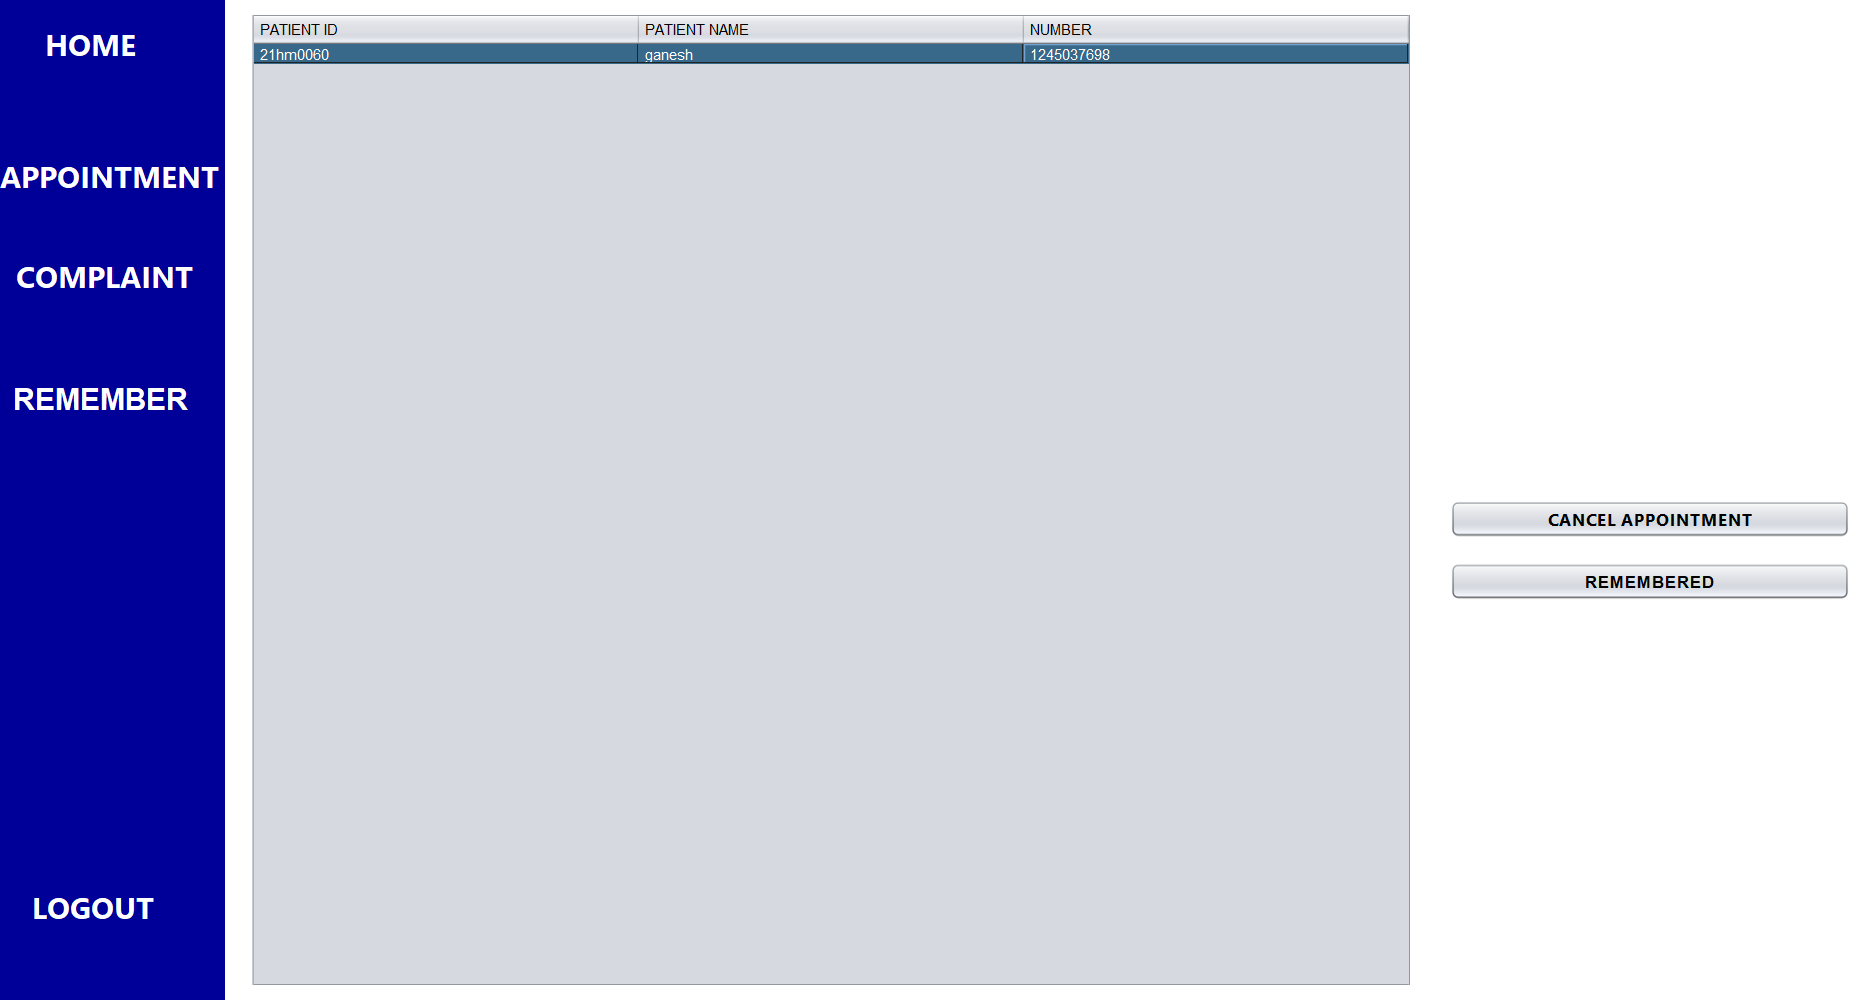 HOME
APPOINTMENT
COMPLAINT
REMEMBER
LOGOUT
PATIENT ID PATIENT NAME NUMBER
21hm0060 ganesh 1245037698
CANCEL APPOINTMENT
REMEMBERED